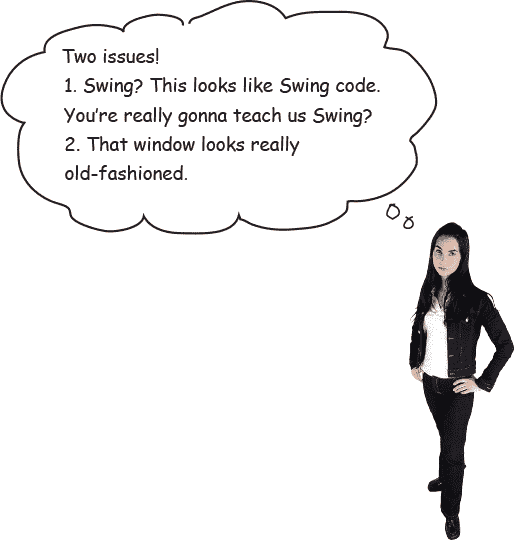 Two issues!
1. Swing? This looks like Swing code.
You're really gonna teach us Swing?
2. That window looks really
old-fashioned.